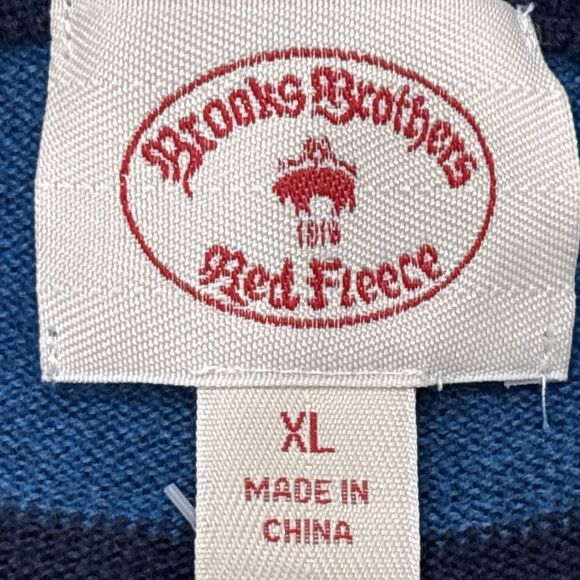 Brooks Brothers
1818
Red Fleece
XL
MADE IN
CHINA